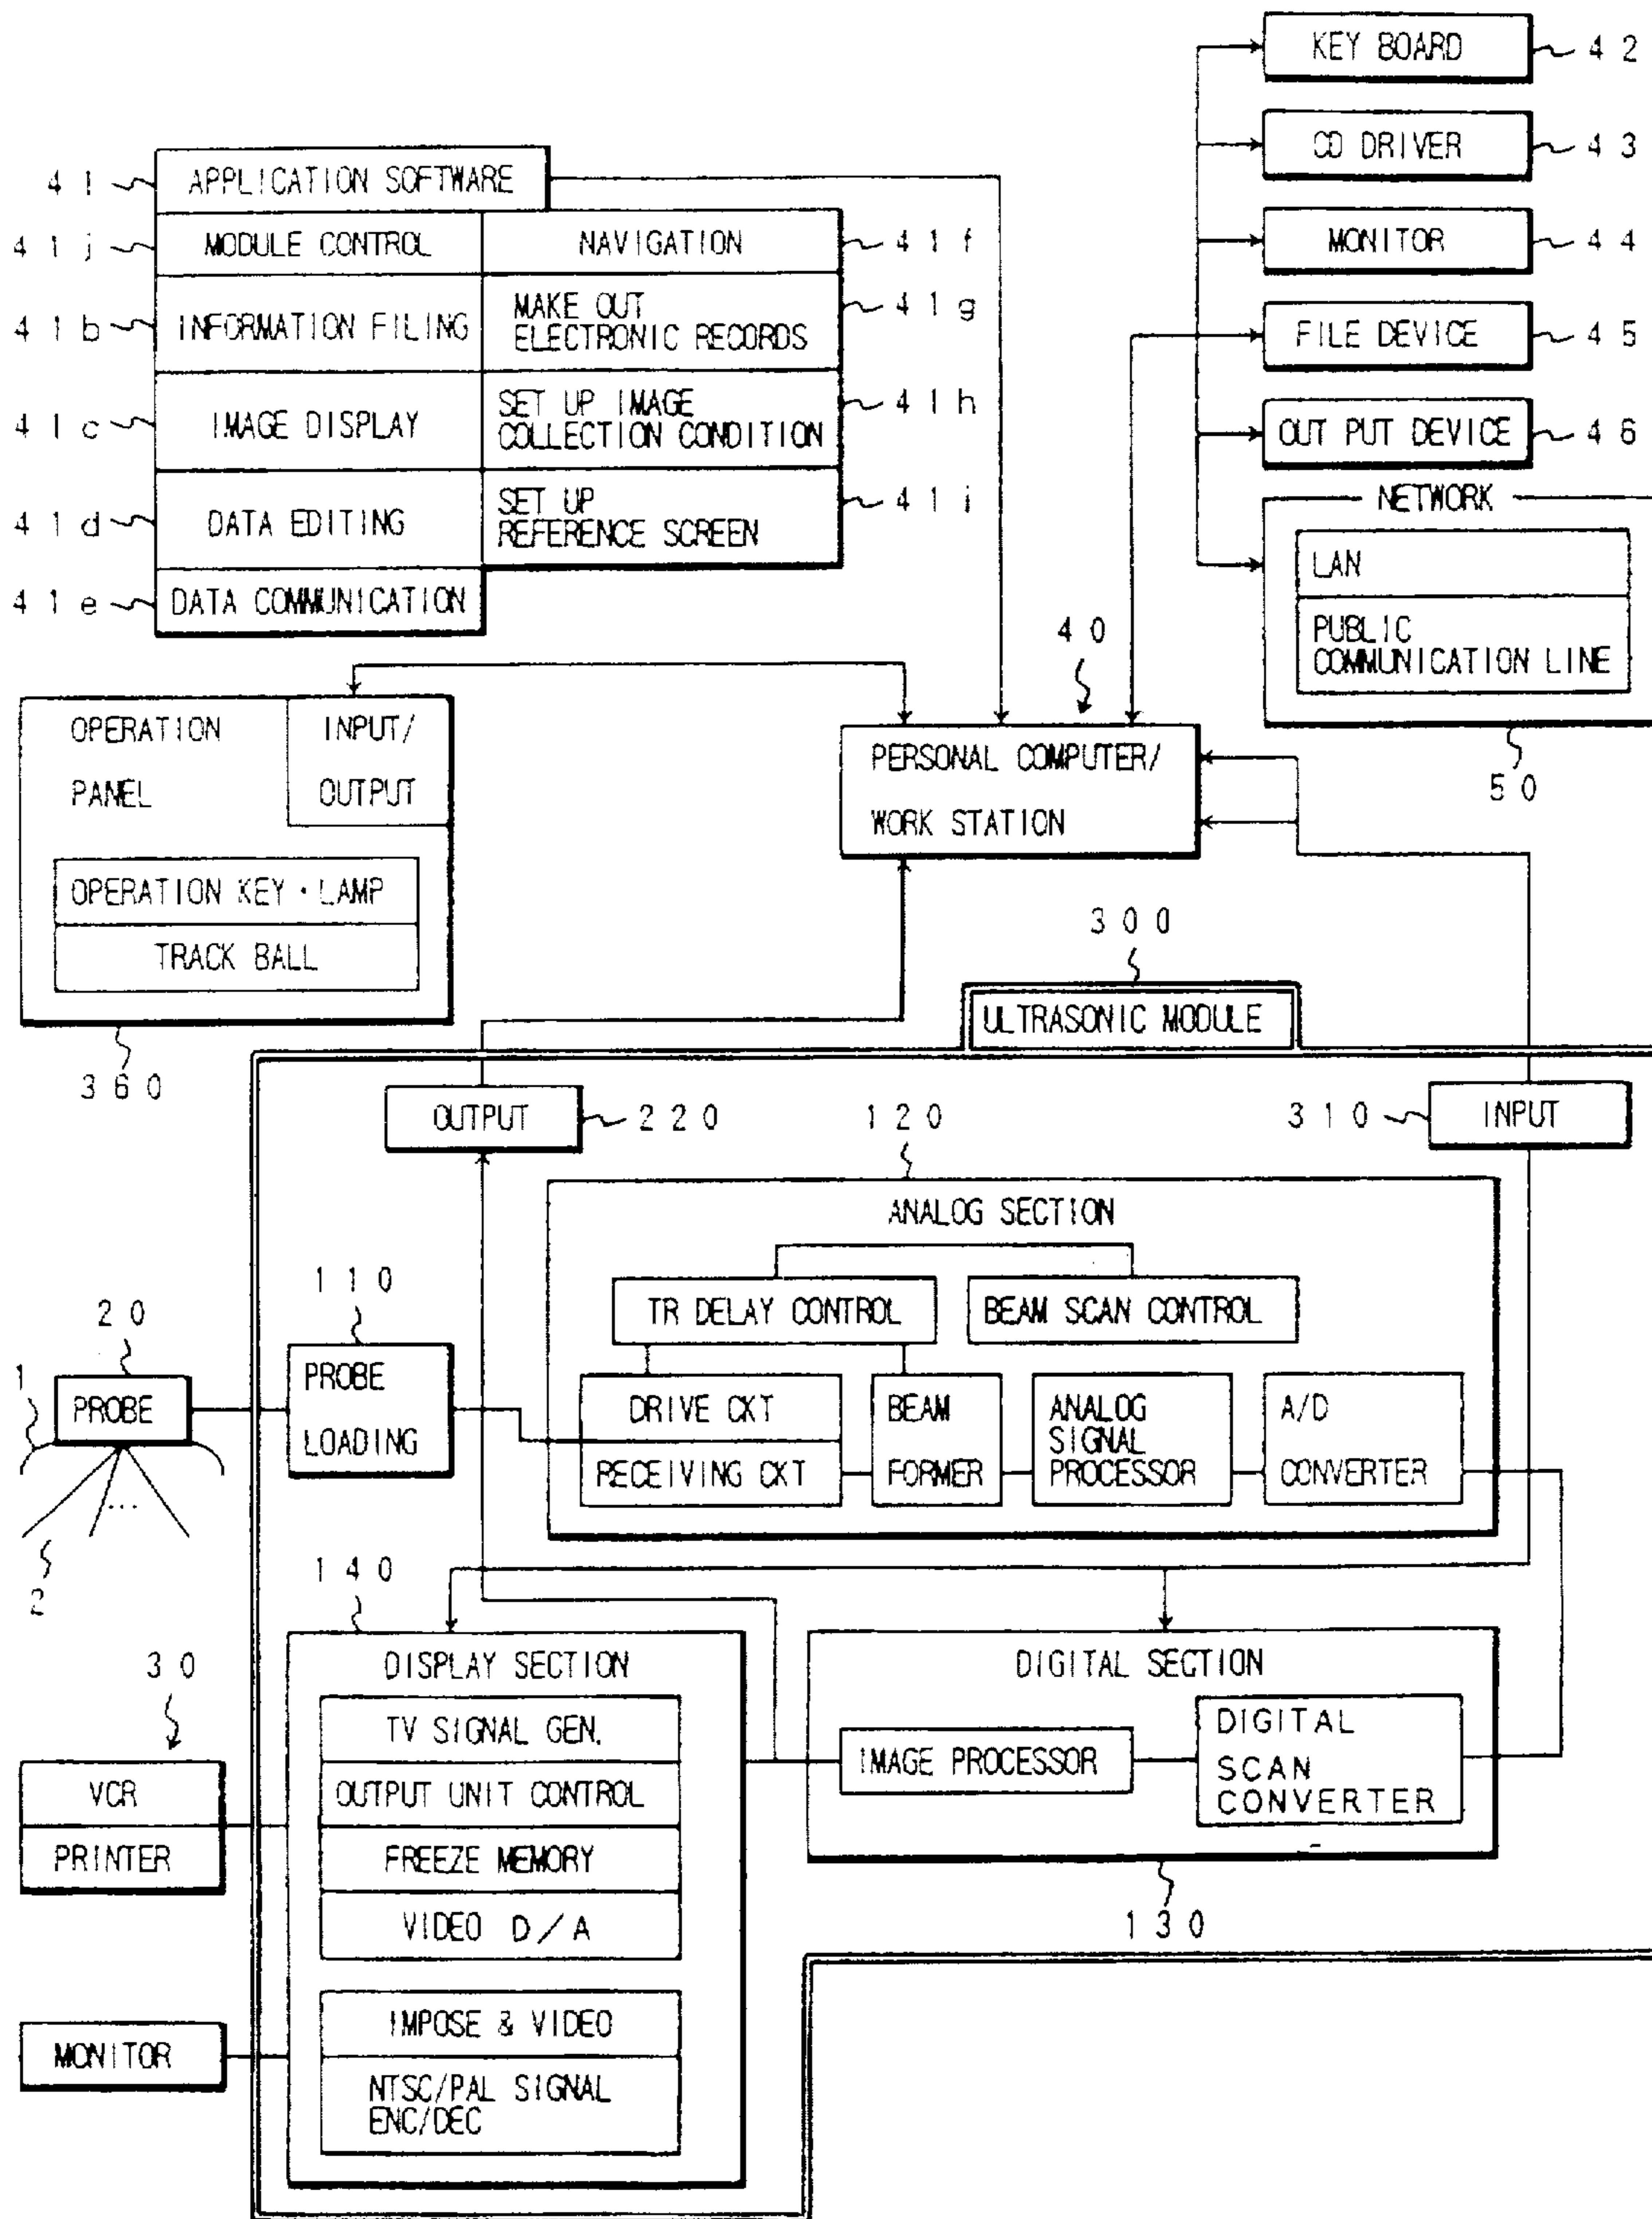 KEY BOARD
42
CD DRIVER
43
41
APPLICATION SOFTWARE
MONITOR
44
41j
MODULE CONTROL
NAVIGATION
41f
FILE DEVICE
45
41b
INFORMATION FILING
MAKE OUT
ELECTRONIC RECORDS
41g
OUT PUT DEVICE
46
41c
IMAGE DISPLAY
SET UP IMAGE
COLLECTION CONDITION
41h
41d
DATA EDITING
SET UP
REFERENCE SCREEN
41i
41e
DATA COMMUNICATION
NETWORK
LAN
PUBLIC
COMMUNICATION LINE
50
40
PERSONAL COMPUTER/
WORK STATION
OPERATION
PANEL
INPUT/
OUTPUT
OPERATION KEY・LAMP
TRACK BALL
360
300
ULTRASONIC MODULE
OUTPUT
220
310
INPUT
120
ANALOG SECTION
TR DELAY CONTROL
BEAM SCAN CONTROL
DRIVE CKT
RECEIVING CKT
BEAM
FORMER
ANALOG
SIGNAL
PROCESSOR
A/D
CONVERTER
110
PROBE
LOADING
20
1
PROBE
...
2
140
DISPLAY SECTION
TV SIGNAL GEN.
OUTPUT UNIT CONTROL
FREEZE MEMORY
VIDEO D/A
IMPOSE & VIDEO
NTSC/PAL SIGNAL
ENC/DEC
DIGITAL SECTION
IMAGE PROCESSOR
DIGITAL
SCAN
CONVERTER
130
30
VCR
PRINTER
MONITOR